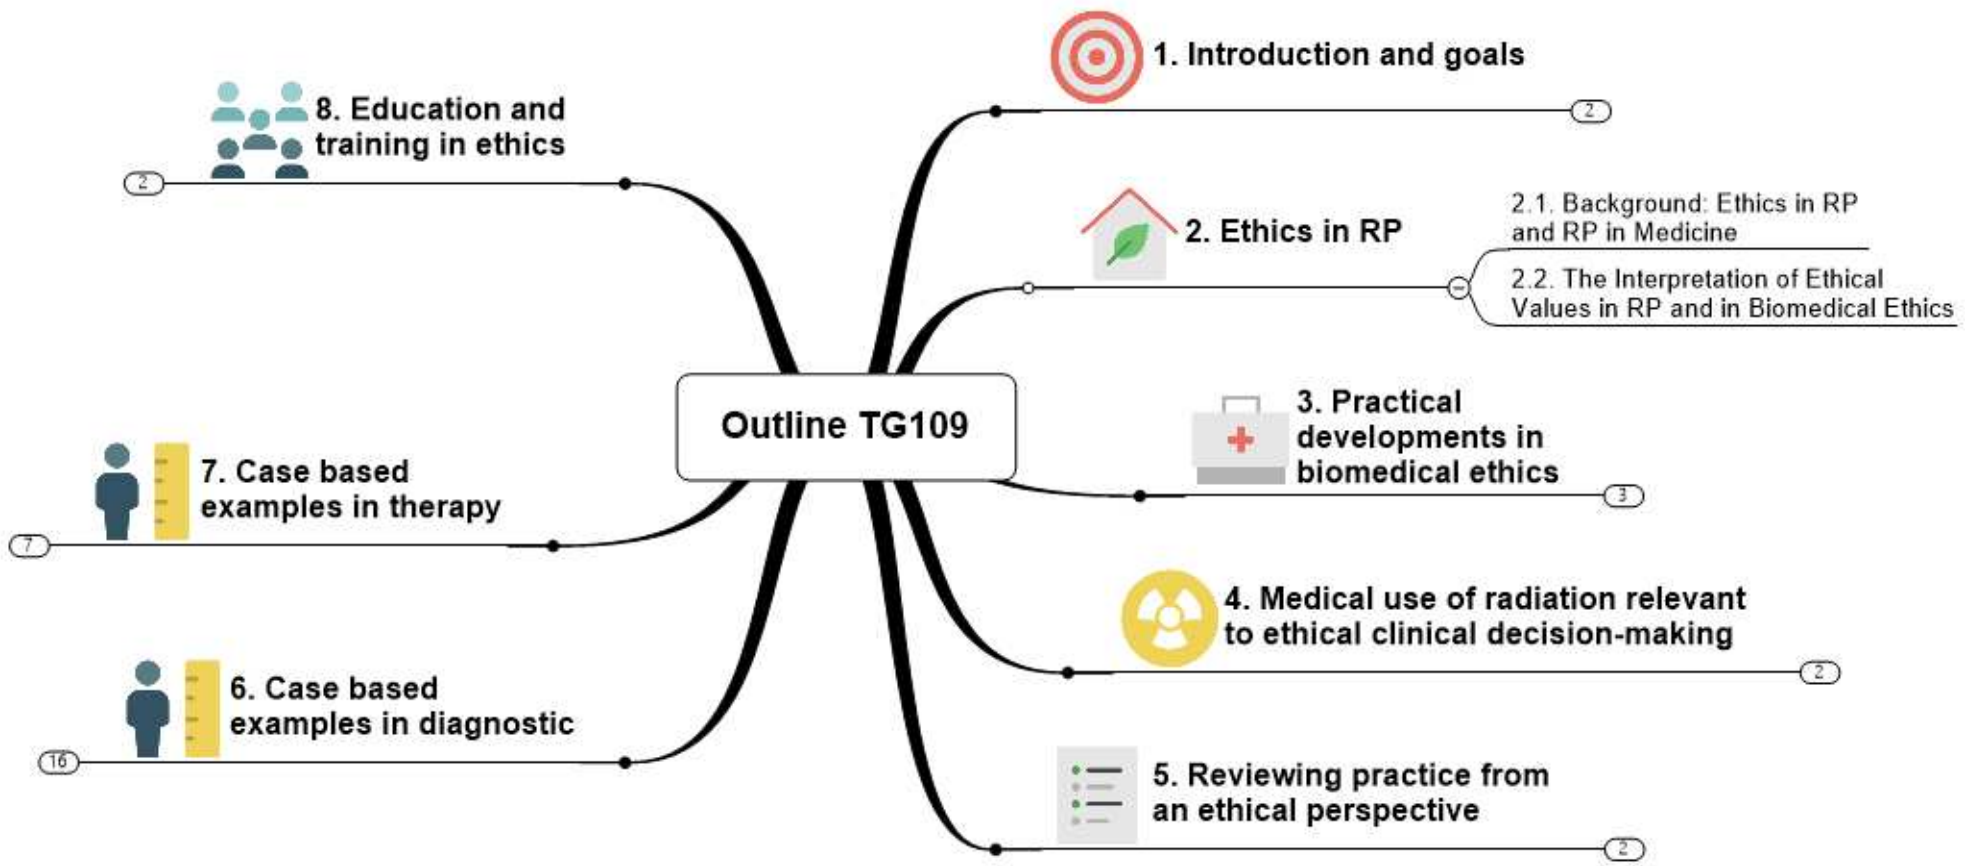 Outline TG109
1. Introduction and goals
2
2. Ethics in RP
2.1. Background: Ethics in RP
and RP in Medicine
2.2. The Interpretation of Ethical
Values in RP and in Biomedical Ethics
3. Practical
developments in
biomedical ethics
3
4. Medical use of radiation relevant
to ethical clinical decision-making
2
5. Reviewing practice from
an ethical perspective
2
6. Case based
examples in diagnostic
16
7. Case based
examples in therapy
7
8. Education and
training in ethics
2